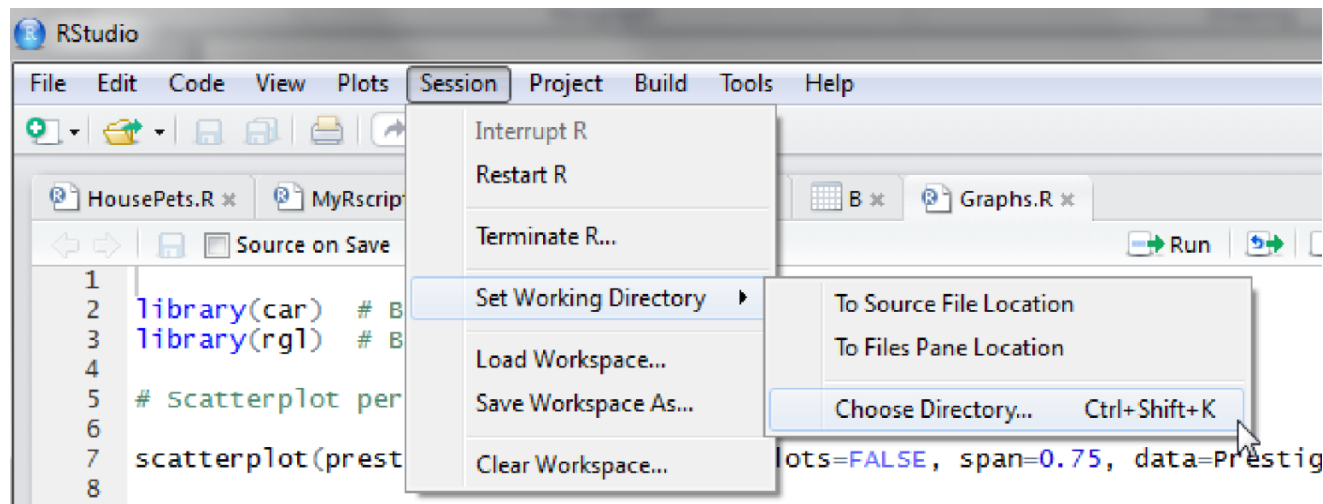 RStudio
File Edit Code View Plots Session Project Build Tools Help
Interrupt R
Restart R
Terminate R...
Set Working Directory
Load Workspace...
Save Workspace As...
Clear Workspace...
To Source File Location
To Files Pane Location
Choose Directory... Ctrl+Shift+K
HousePets.R MyRscrip B Graphs.R
Source on Save Run
1
2 library(car) # B
3 library(rgl) # B
4
5 # Scatterplot per
6
7 scatterplot(prest lots=FALSE, span=0.75, data=Prestig
8